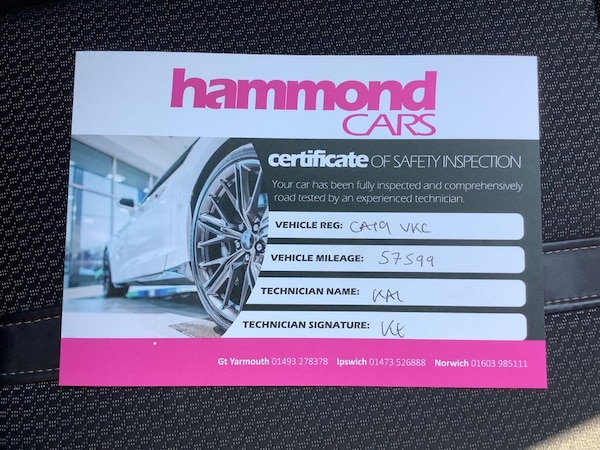 hammond
CARS
certificate OF SAFETY INSPECTION
Your car has been fully inspected and comprehensively
road tested by an experienced technician.
VEHICLE REG: CA19 VKC
VEHICLE MILEAGE: 57599
TECHNICIAN NAME: KAL
TECHNICIAN SIGNATURE:
Gt Yarmouth 01493 278378 Ipswich 01473 526888 Norwich 01603 985111